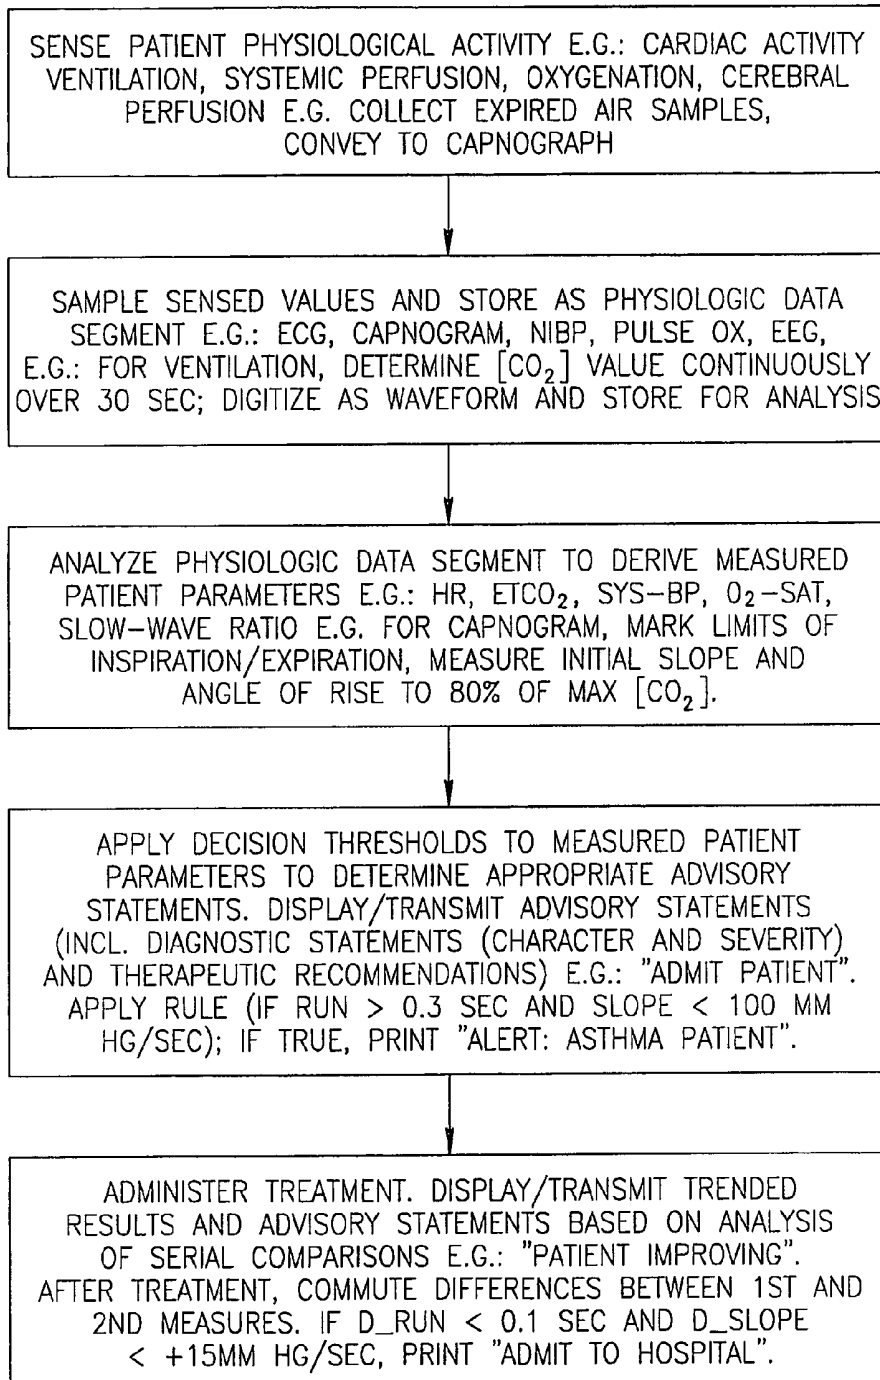 SENSE PATIENT PHYSIOLOGICAL ACTIVITY E.G.: CARDIAC ACTIVITY
VENTILATION, SYSTEMIC PERFUSION, OXYGENATION, CEREBRAL
PERFUSION E.G. COLLECT EXPIRED AIR SAMPLES,
CONVEY TO CAPNOGRAPH
SAMPLE SENSED VALUES AND STORE AS PHYSIOLOGIC DATA
SEGMENT E.G.: ECG, CAPNOGRAM, NIBP, PULSE OX, EEG,
E.G.: FOR VENTILATION, DETERMINE [CO₂] VALUE CONTINUOUSLY
OVER 30 SEC; DIGITIZE AS WAVEFORM AND STORE FOR ANALYSIS
ANALYZE PHYSIOLOGIC DATA SEGMENT TO DERIVE MEASURED
PATIENT PARAMETERS E.G.: HR, ETCO₂, SYS-BP, O₂-SAT,
SLOW-WAVE RATIO E.G. FOR CAPNOGRAM, MARK LIMITS OF
INSPIRATION/EXPIRATION, MEASURE INITIAL SLOPE AND
ANGLE OF RISE TO 80% OF MAX [CO₂].
APPLY DECISION THRESHOLDS TO MEASURED PATIENT
PARAMETERS TO DETERMINE APPROPRIATE ADVISORY
STATEMENTS. DISPLAY/TRANSMIT ADVISORY STATEMENTS
(INCL. DIAGNOSTIC STATEMENTS (CHARACTER AND SEVERITY)
AND THERAPEUTIC RECOMMENDATIONS) E.G.: "ADMIT PATIENT".
APPLY RULE (IF RUN > 0.3 SEC AND SLOPE < 100 MM
HG/SEC); IF TRUE, PRINT "ALERT: ASTHMA PATIENT".
ADMINISTER TREATMENT. DISPLAY/TRANSMIT TRENDED
RESULTS AND ADVISORY STATEMENTS BASED ON ANALYSIS
OF SERIAL COMPARISONS E.G.: "PATIENT IMPROVING".
AFTER TREATMENT, COMMUTE DIFFERENCES BETWEEN 1ST AND
2ND MEASURES. IF D_RUN < 0.1 SEC AND D_SLOPE
< +15MM HG/SEC, PRINT "ADMIT TO HOSPITAL".